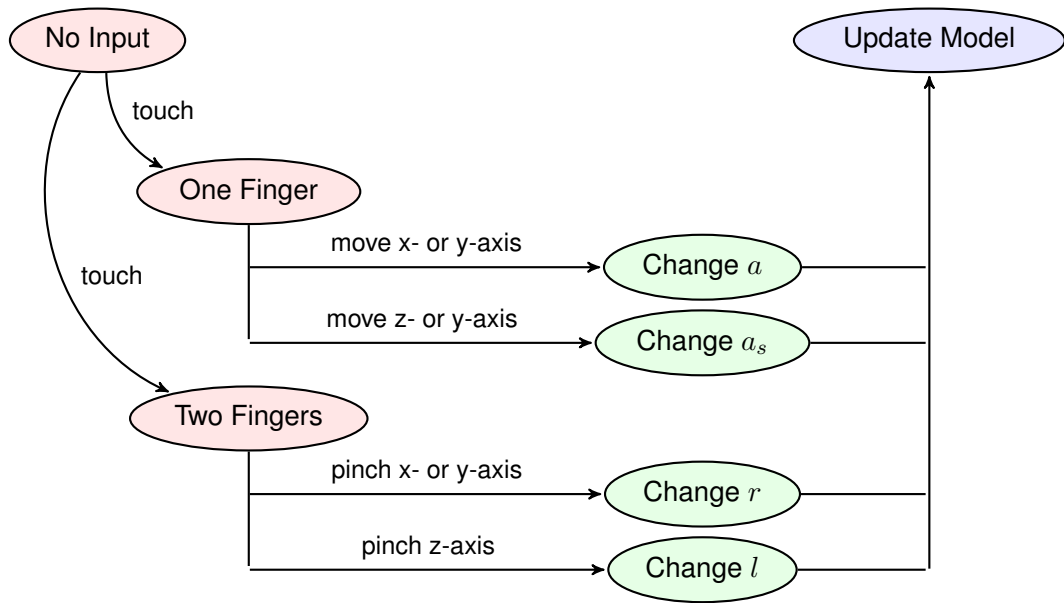 No Input
Update Model
touch
One Finger
move x- or y-axis
Change a
touch
move z- or y-axis
Change a_s
Two Fingers
pinch x- or y-axis
Change r
pinch z-axis
Change l